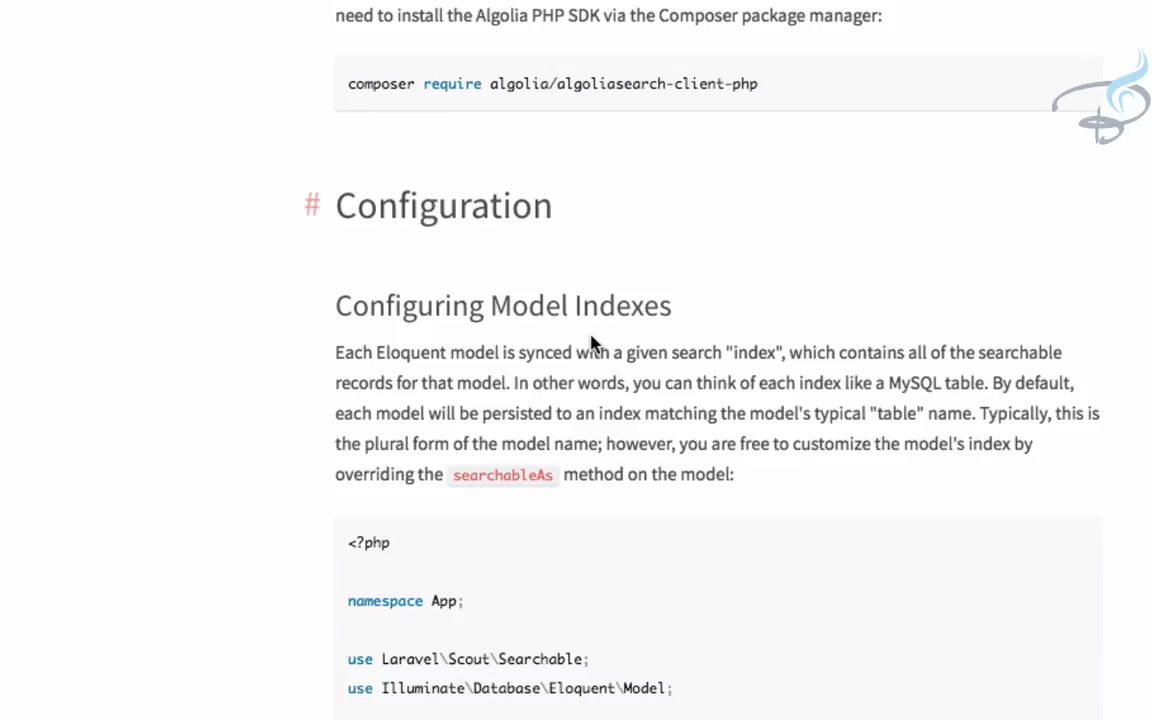 need to install the Algolia PHP SDK via the Composer package manager:
composer require algolia/algoliasearch-client-php
# Configuration
Configuring Model Indexes
Each Eloquent model is synced with a given search "index", which contains all of the searchable
records for that model. In other words, you can think of each index like a MySQL table. By default,
each model will be persisted to an index matching the model's typical "table" name. Typically, this is
the plural form of the model name; however, you are free to customize the model's index by
overriding the searchableAs method on the model:
<?php
namespace App;
use Laravel\Scout\Searchable;
use Illuminate\Database\Eloquent\Model;